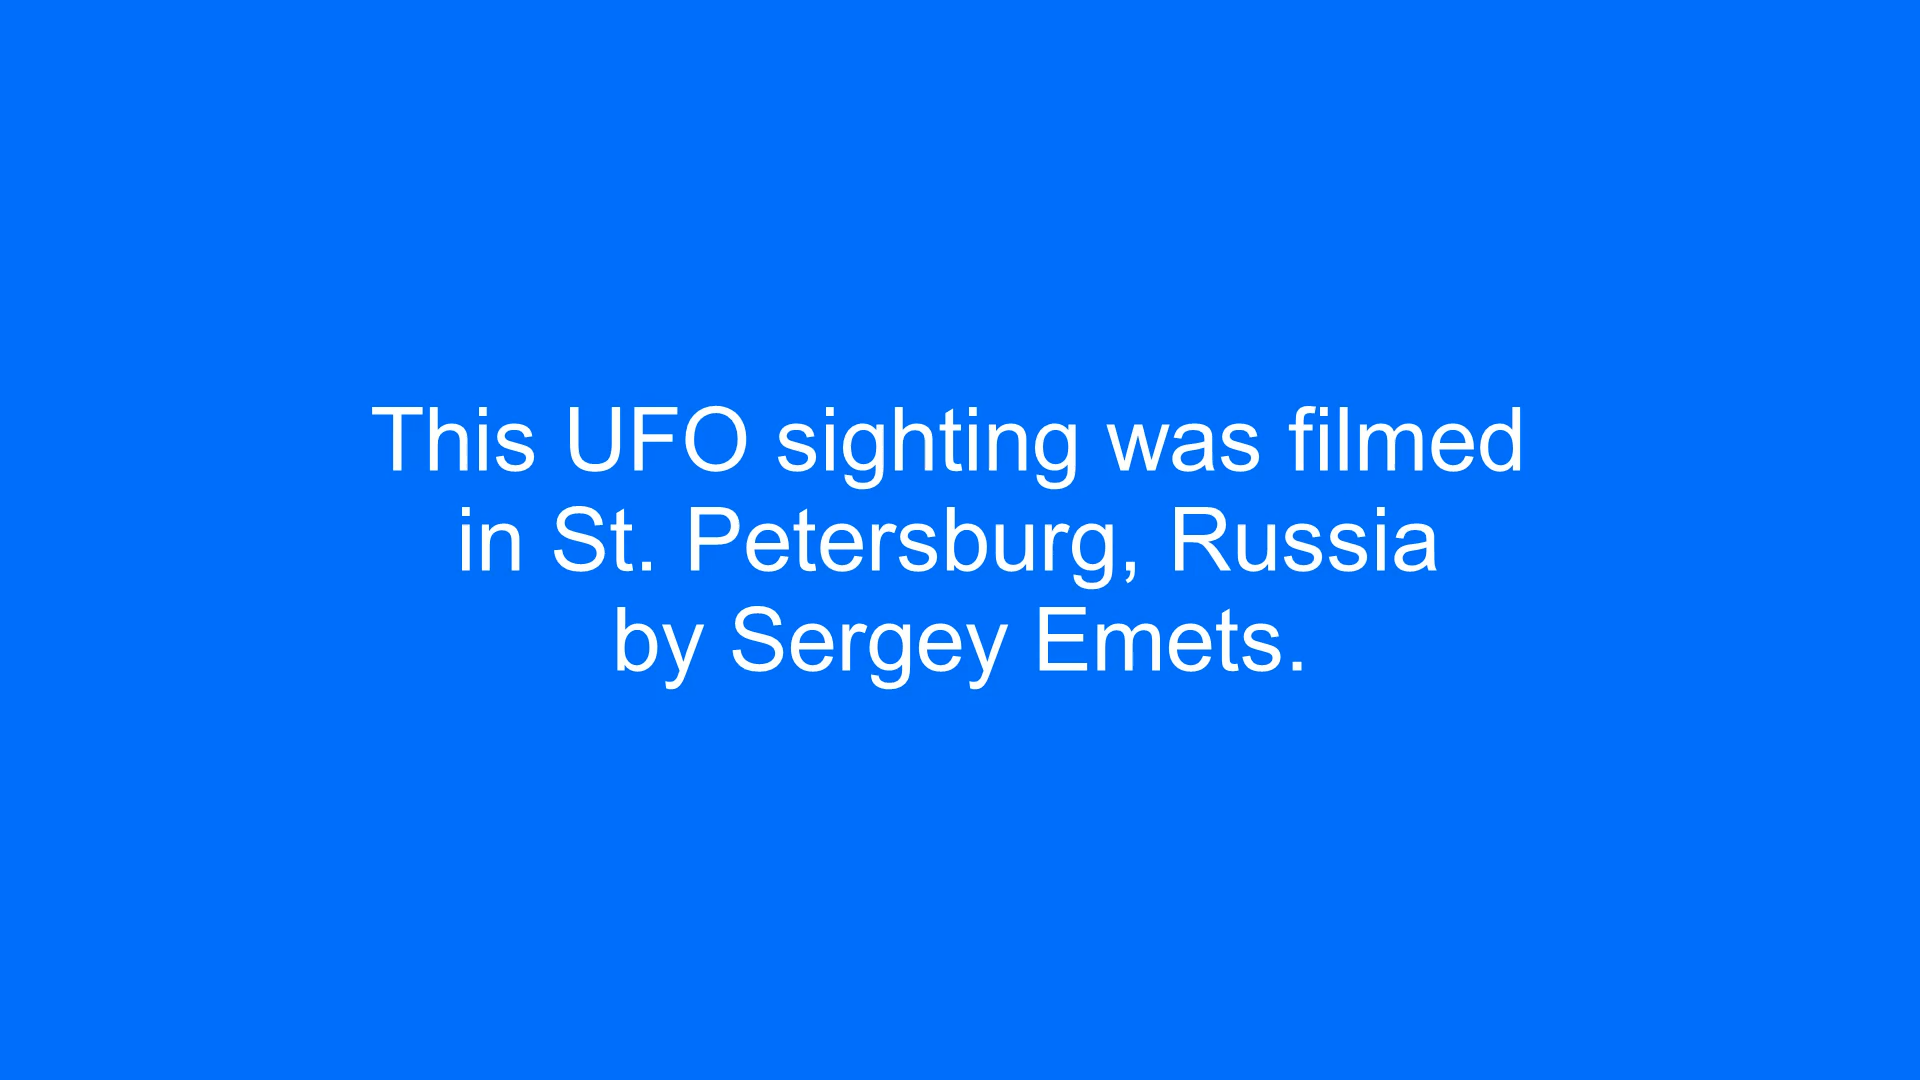 This UFO sighting was filmed
in St. Petersburg, Russia
by Sergey Emets.